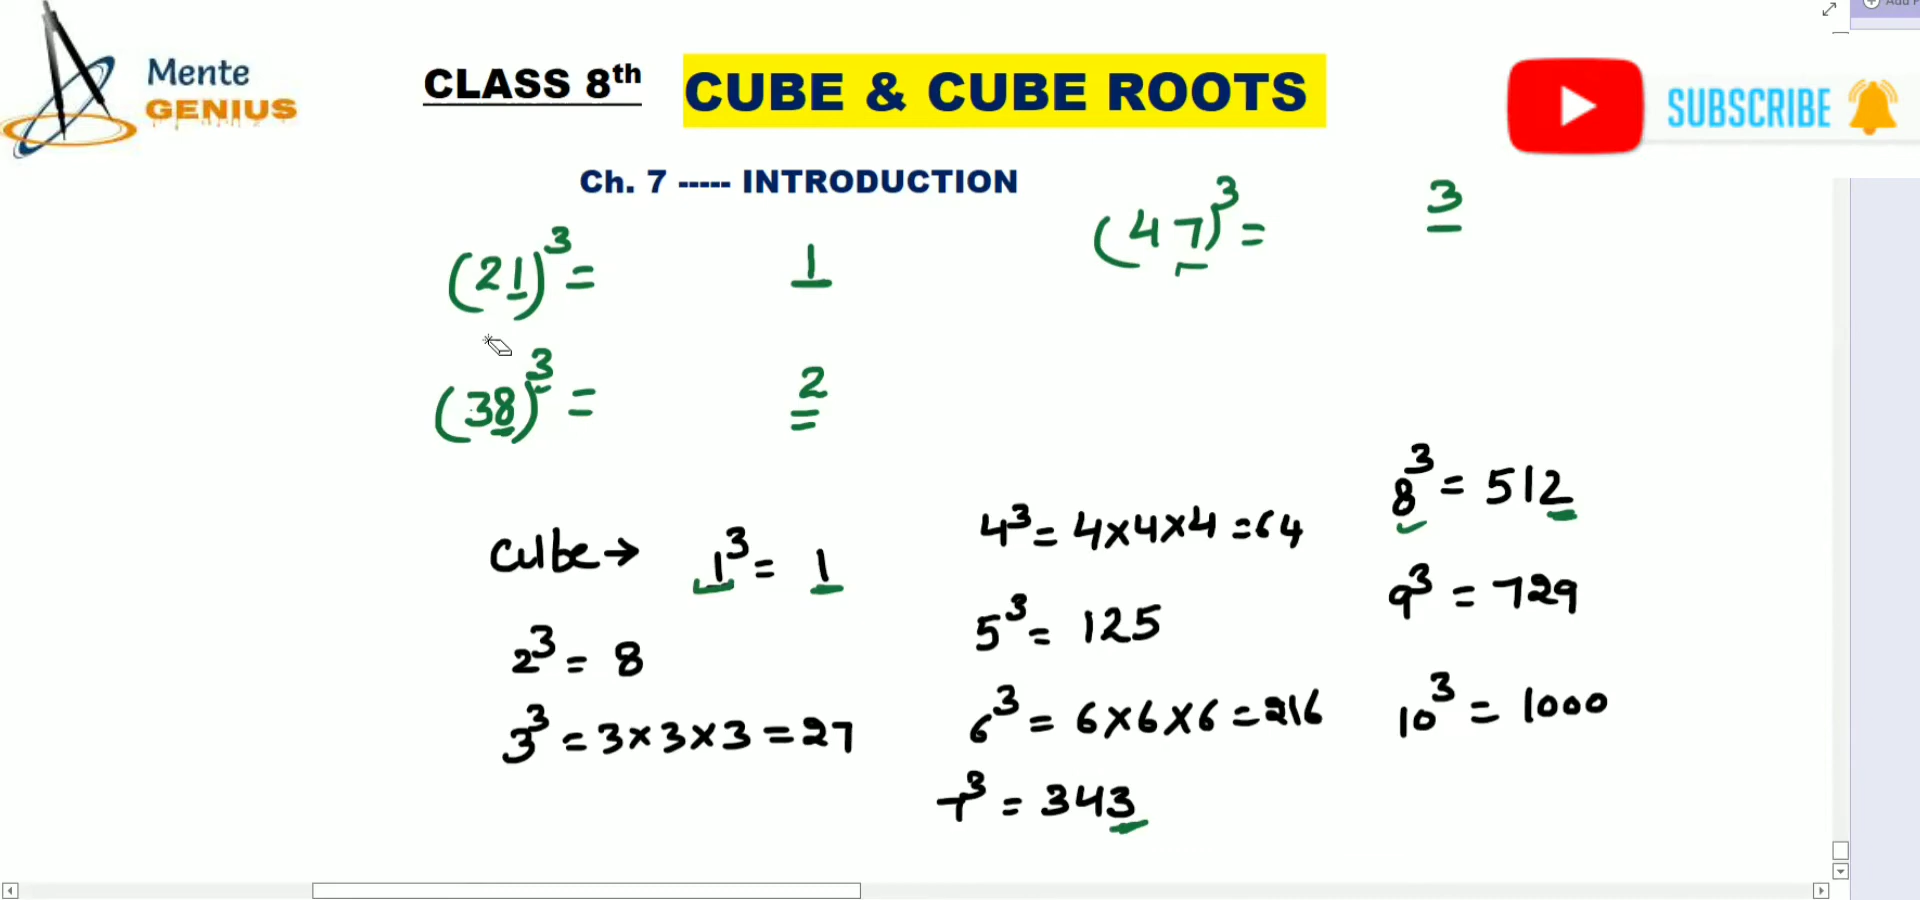 Mente
GENIUS
CLASS 8th CUBE & CUBE ROOTS
SUBSCRIBE
Ch. 7 ----- INTRODUCTION
(21)³ = 1
(47)³ = 3
(38)³ = 2
Cube → 1³ = 1
2³ = 8
3³ = 3×3×3 = 27
4³ = 4×4×4 = 64
5³ = 125
6³ = 6×6×6 = 216
7³ = 343
8³ = 512
9³ = 729
10³ = 1000